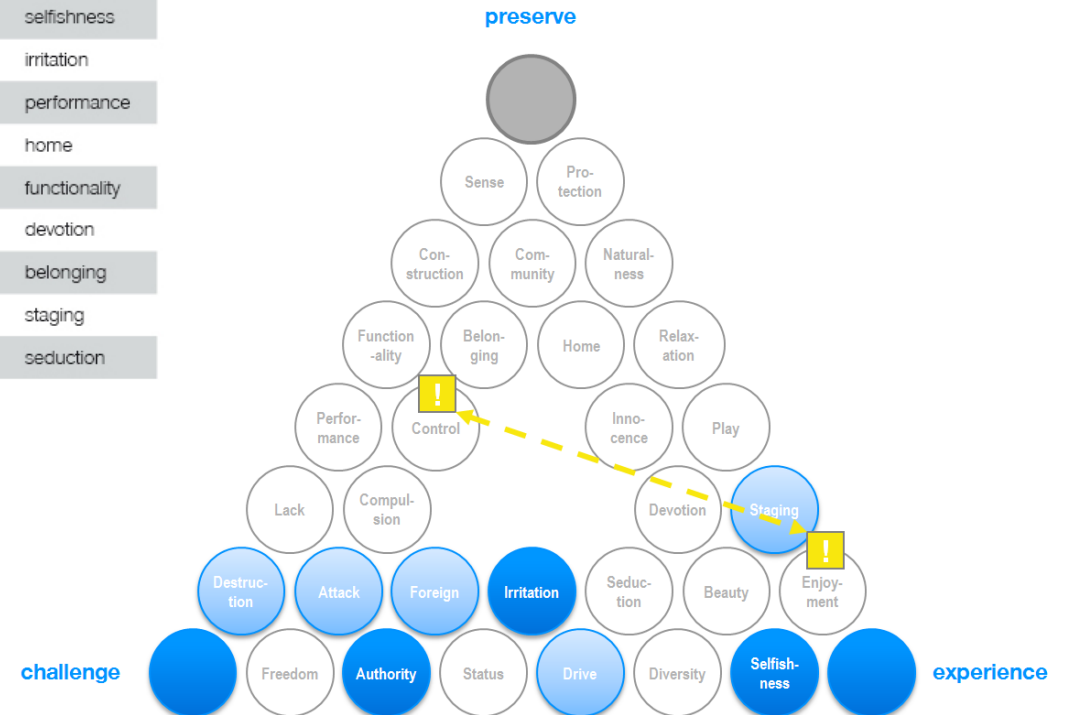 selfishness
irritation
performance
home
functionality
devotion
belonging
staging
seduction
preserve
Sense
Pro-
tection
Con-
struction
Com-
munity
Natural-
ness
Function
-ality
Belon-
ging
Home
Relax-
ation
!
Perfor-
mance
Control
Inno-
cence
Play
Lack
Compul-
sion
Devotion
Staging
!
Destruc-
tion
Attack
Foreign
Irritation
Seduc-
tion
Beauty
Enjoy-
ment
challenge
Freedom
Authority
Status
Drive
Diversity
Selfish-
ness
experience